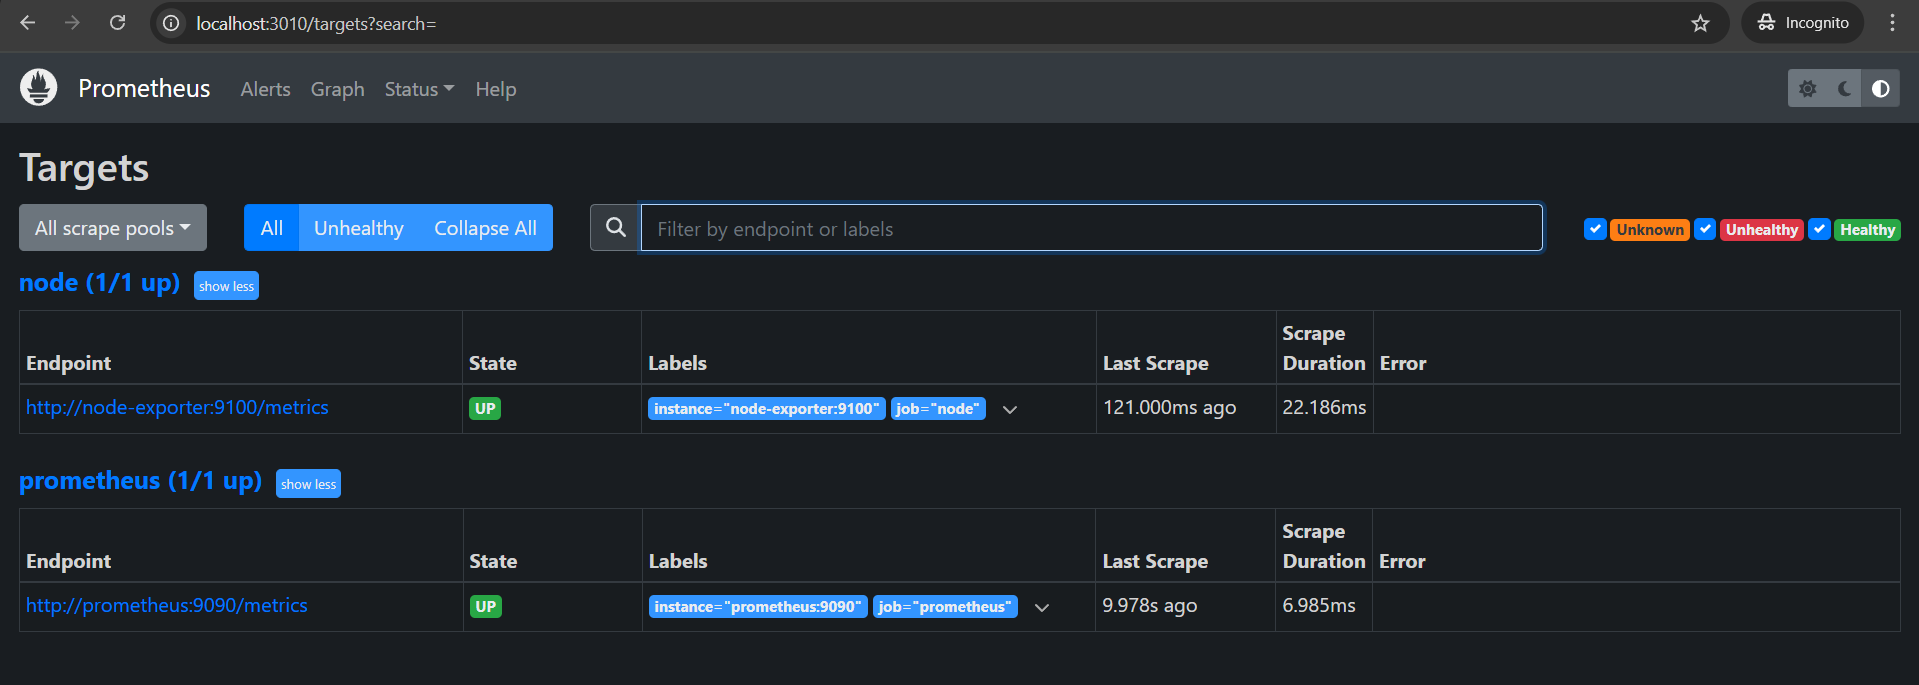 localhost:3010/targets?search=
Incognito
Prometheus Alerts Graph Status Help
Targets
All scrape pools All Unhealthy Collapse All Filter by endpoint or labels Unknown Unhealthy Healthy
node (1/1 up) show less
Endpoint State Labels Last Scrape Scrape Duration Error
http://node-exporter:9100/metrics UP instance="node-exporter:9100" job="node" 121.000ms ago 22.186ms
prometheus (1/1 up) show less
Endpoint State Labels Last Scrape Scrape Duration Error
http://prometheus:9090/metrics UP instance="prometheus:9090" job="prometheus" 9.978s ago 6.985ms